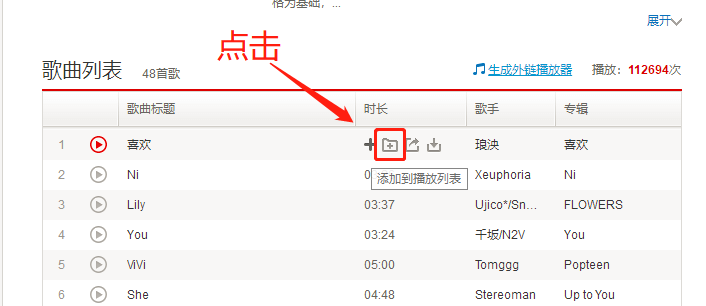 格为基础，...
展开
点击
歌曲列表 48首歌 生成外链播放器 播放：112694次
歌曲标题 时长 歌手 专辑
1 喜欢 琅泱 喜欢
添加到播放列表
2 Ni 0 Xeuphoria Ni
3 Lily 03:37 Ujico*/Sn... FLOWERS
4 You 03:24 千坂/N2V You
5 ViVi 05:00 Tomggg Popteen
6 She 04:48 Stereoman Up to You